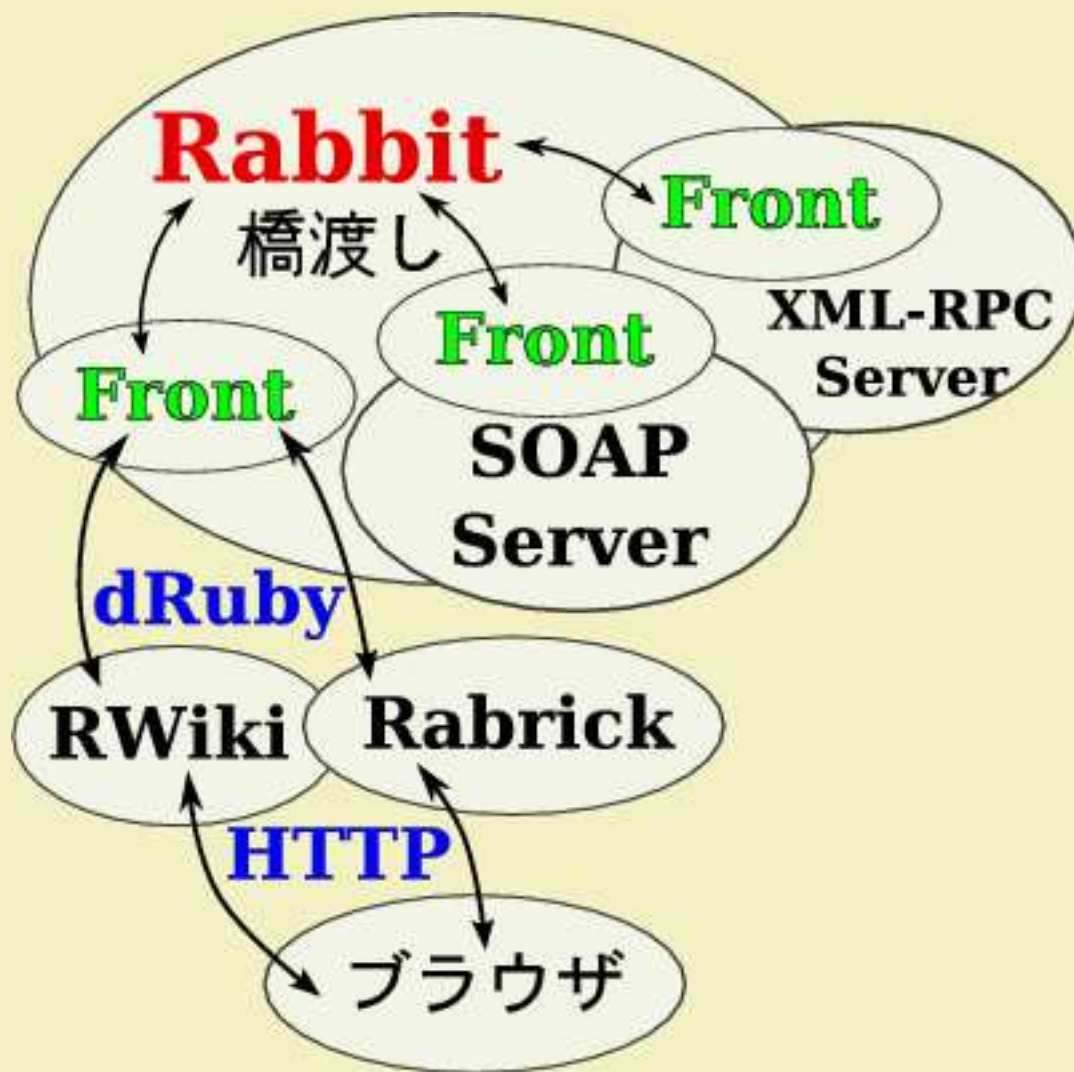 Rabbit
橋渡し
Front
Front
Front
XML-RPC
Server
SOAP
Server
dRuby
RWiki
Rabrick
HTTP
ブラウザ